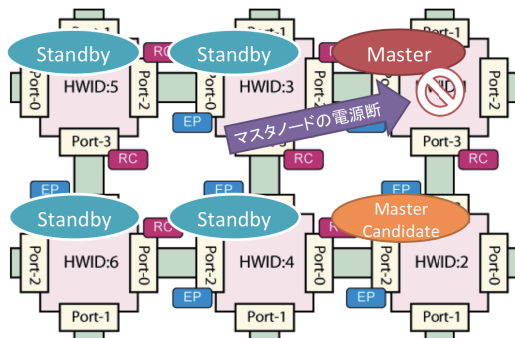 Standby
RC
Standby
Master
Port-0
HWID:5
Port-2
HWID:3
Port-2
Port-0
EP
マスタノードの電源断
Port-3
RC
RC
Port-3
RC
EP
EP
EP
Standby
RC
Standby
Master
Candidate
Port-2
HWID:6
Port-0
Port-2
HWID:4
Port-0
Port-2
HWID:2
Port-0
EP
EP
Port-1
Port-1
Port-1